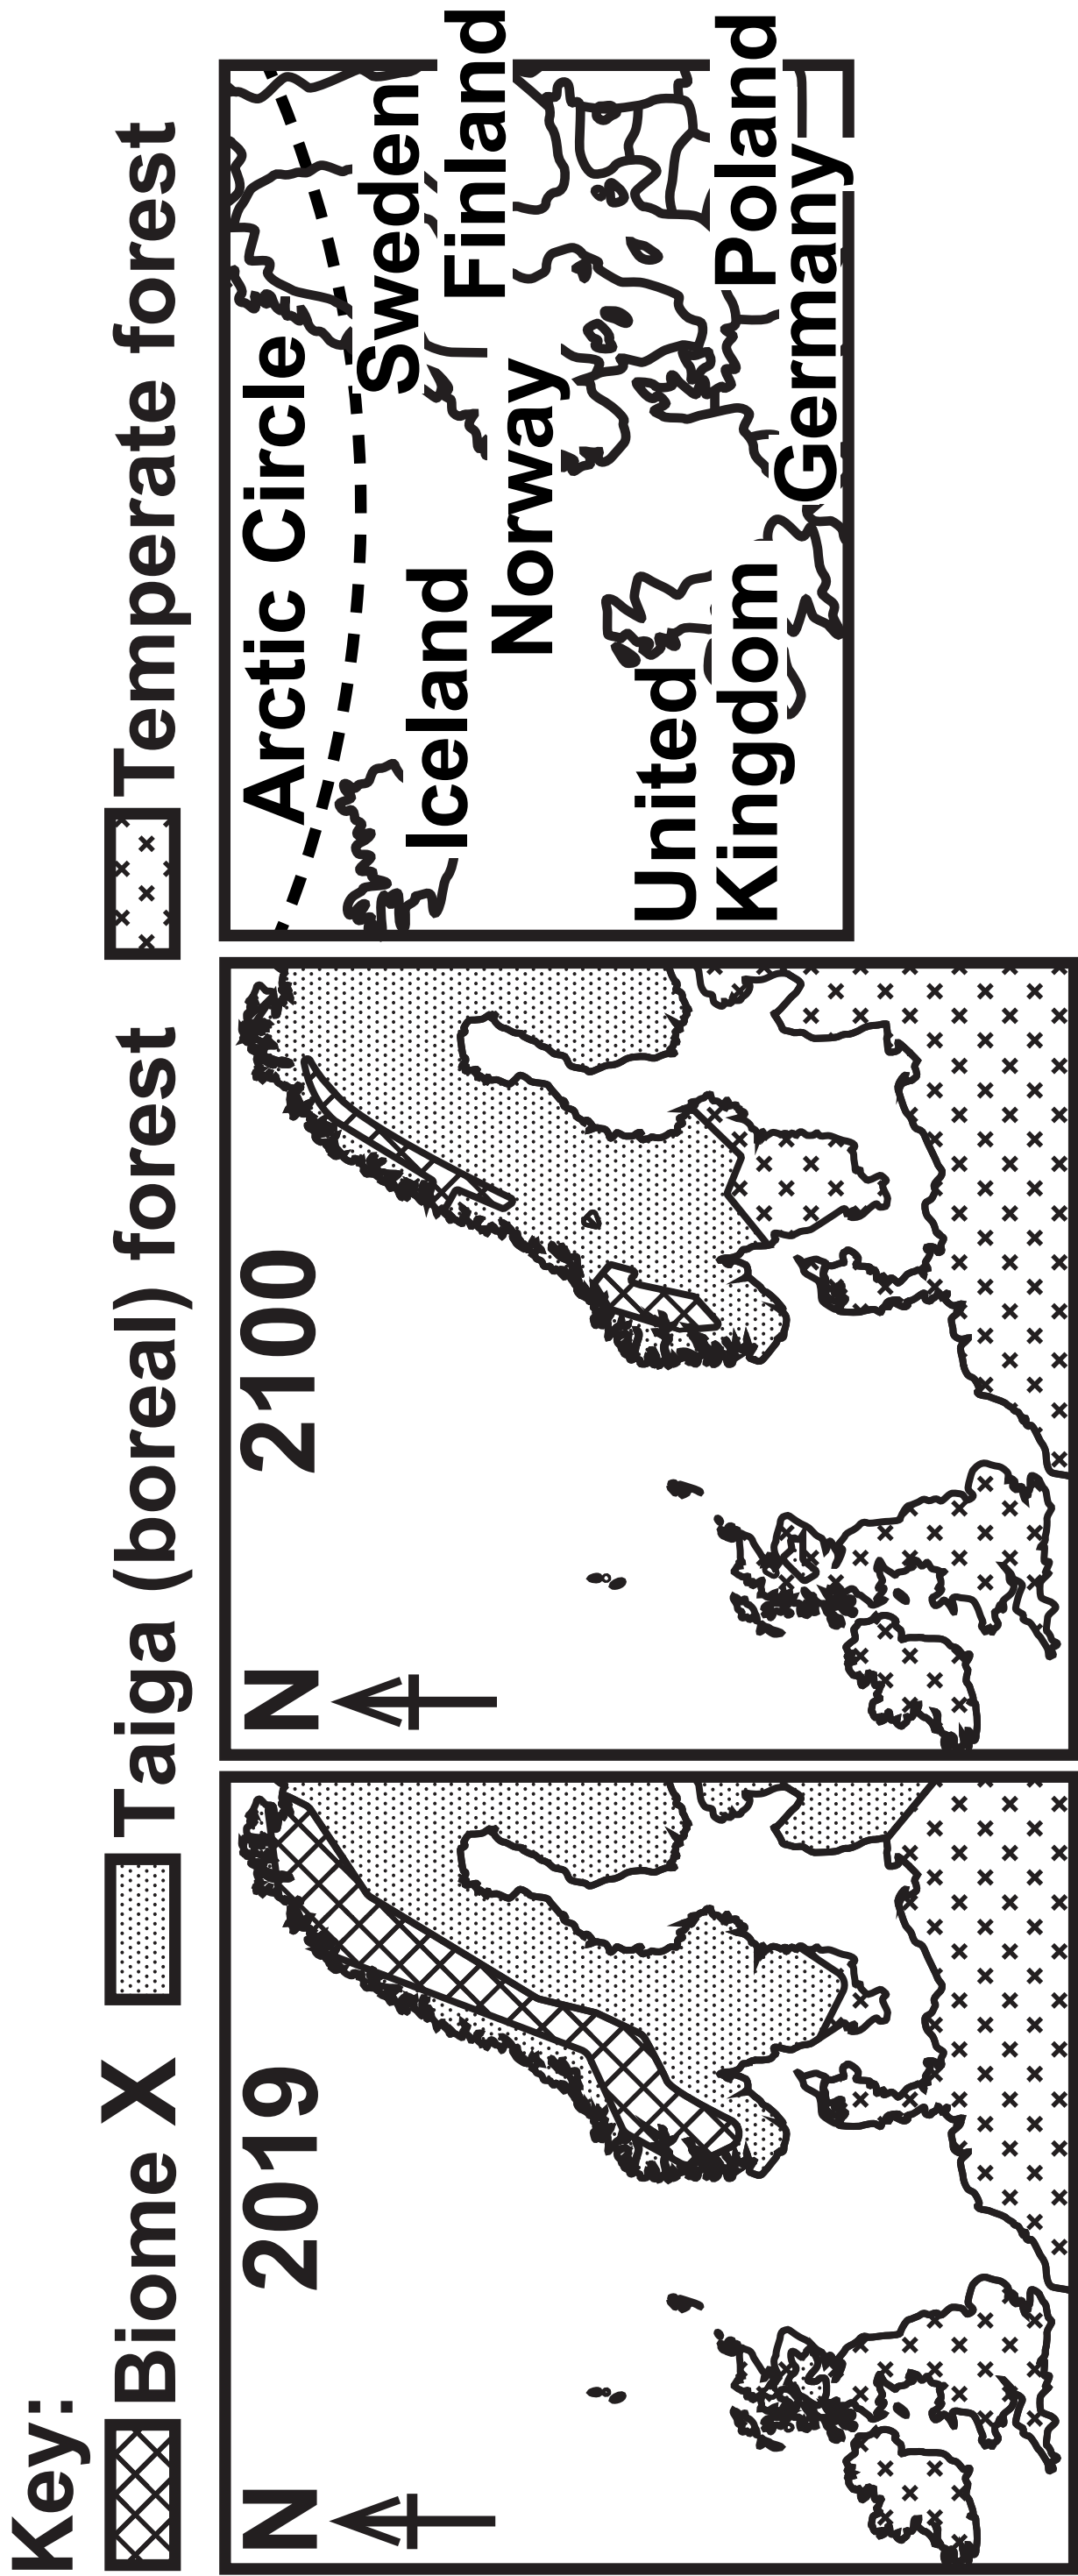 Key:
Biome X Taiga (boreal) forest Temperate forest
N
2019
N
2100
Arctic Circle
Iceland
Sweden
Finland
Norway
United
Kingdom
Poland
Germany